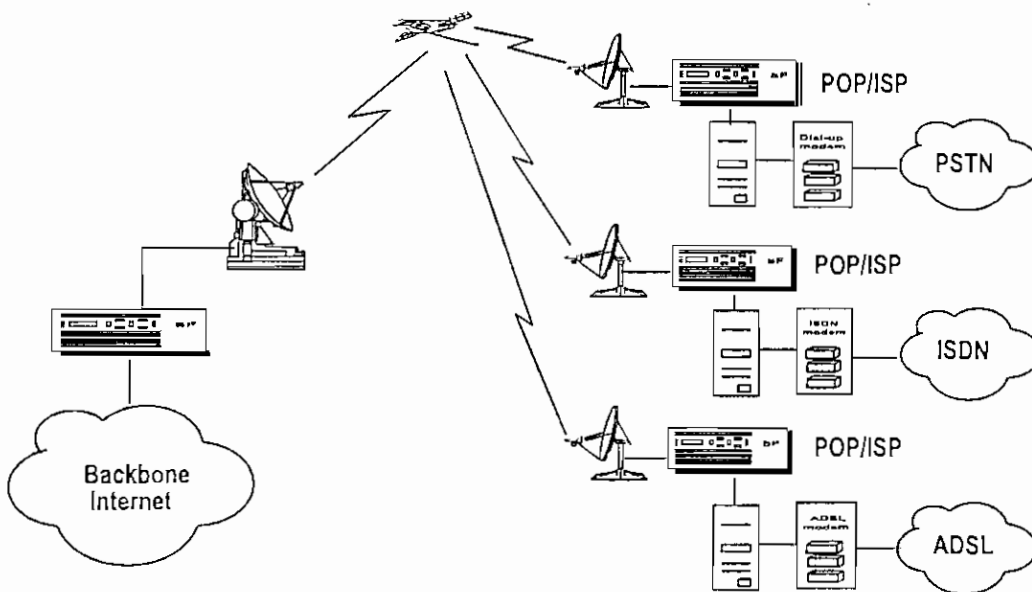 POP/ISP
Dial-up
modem
PSTN
POP/ISP
ISDN
modem
ISDN
Backbone
Internet
POP/ISP
ADSL
modem
ADSL